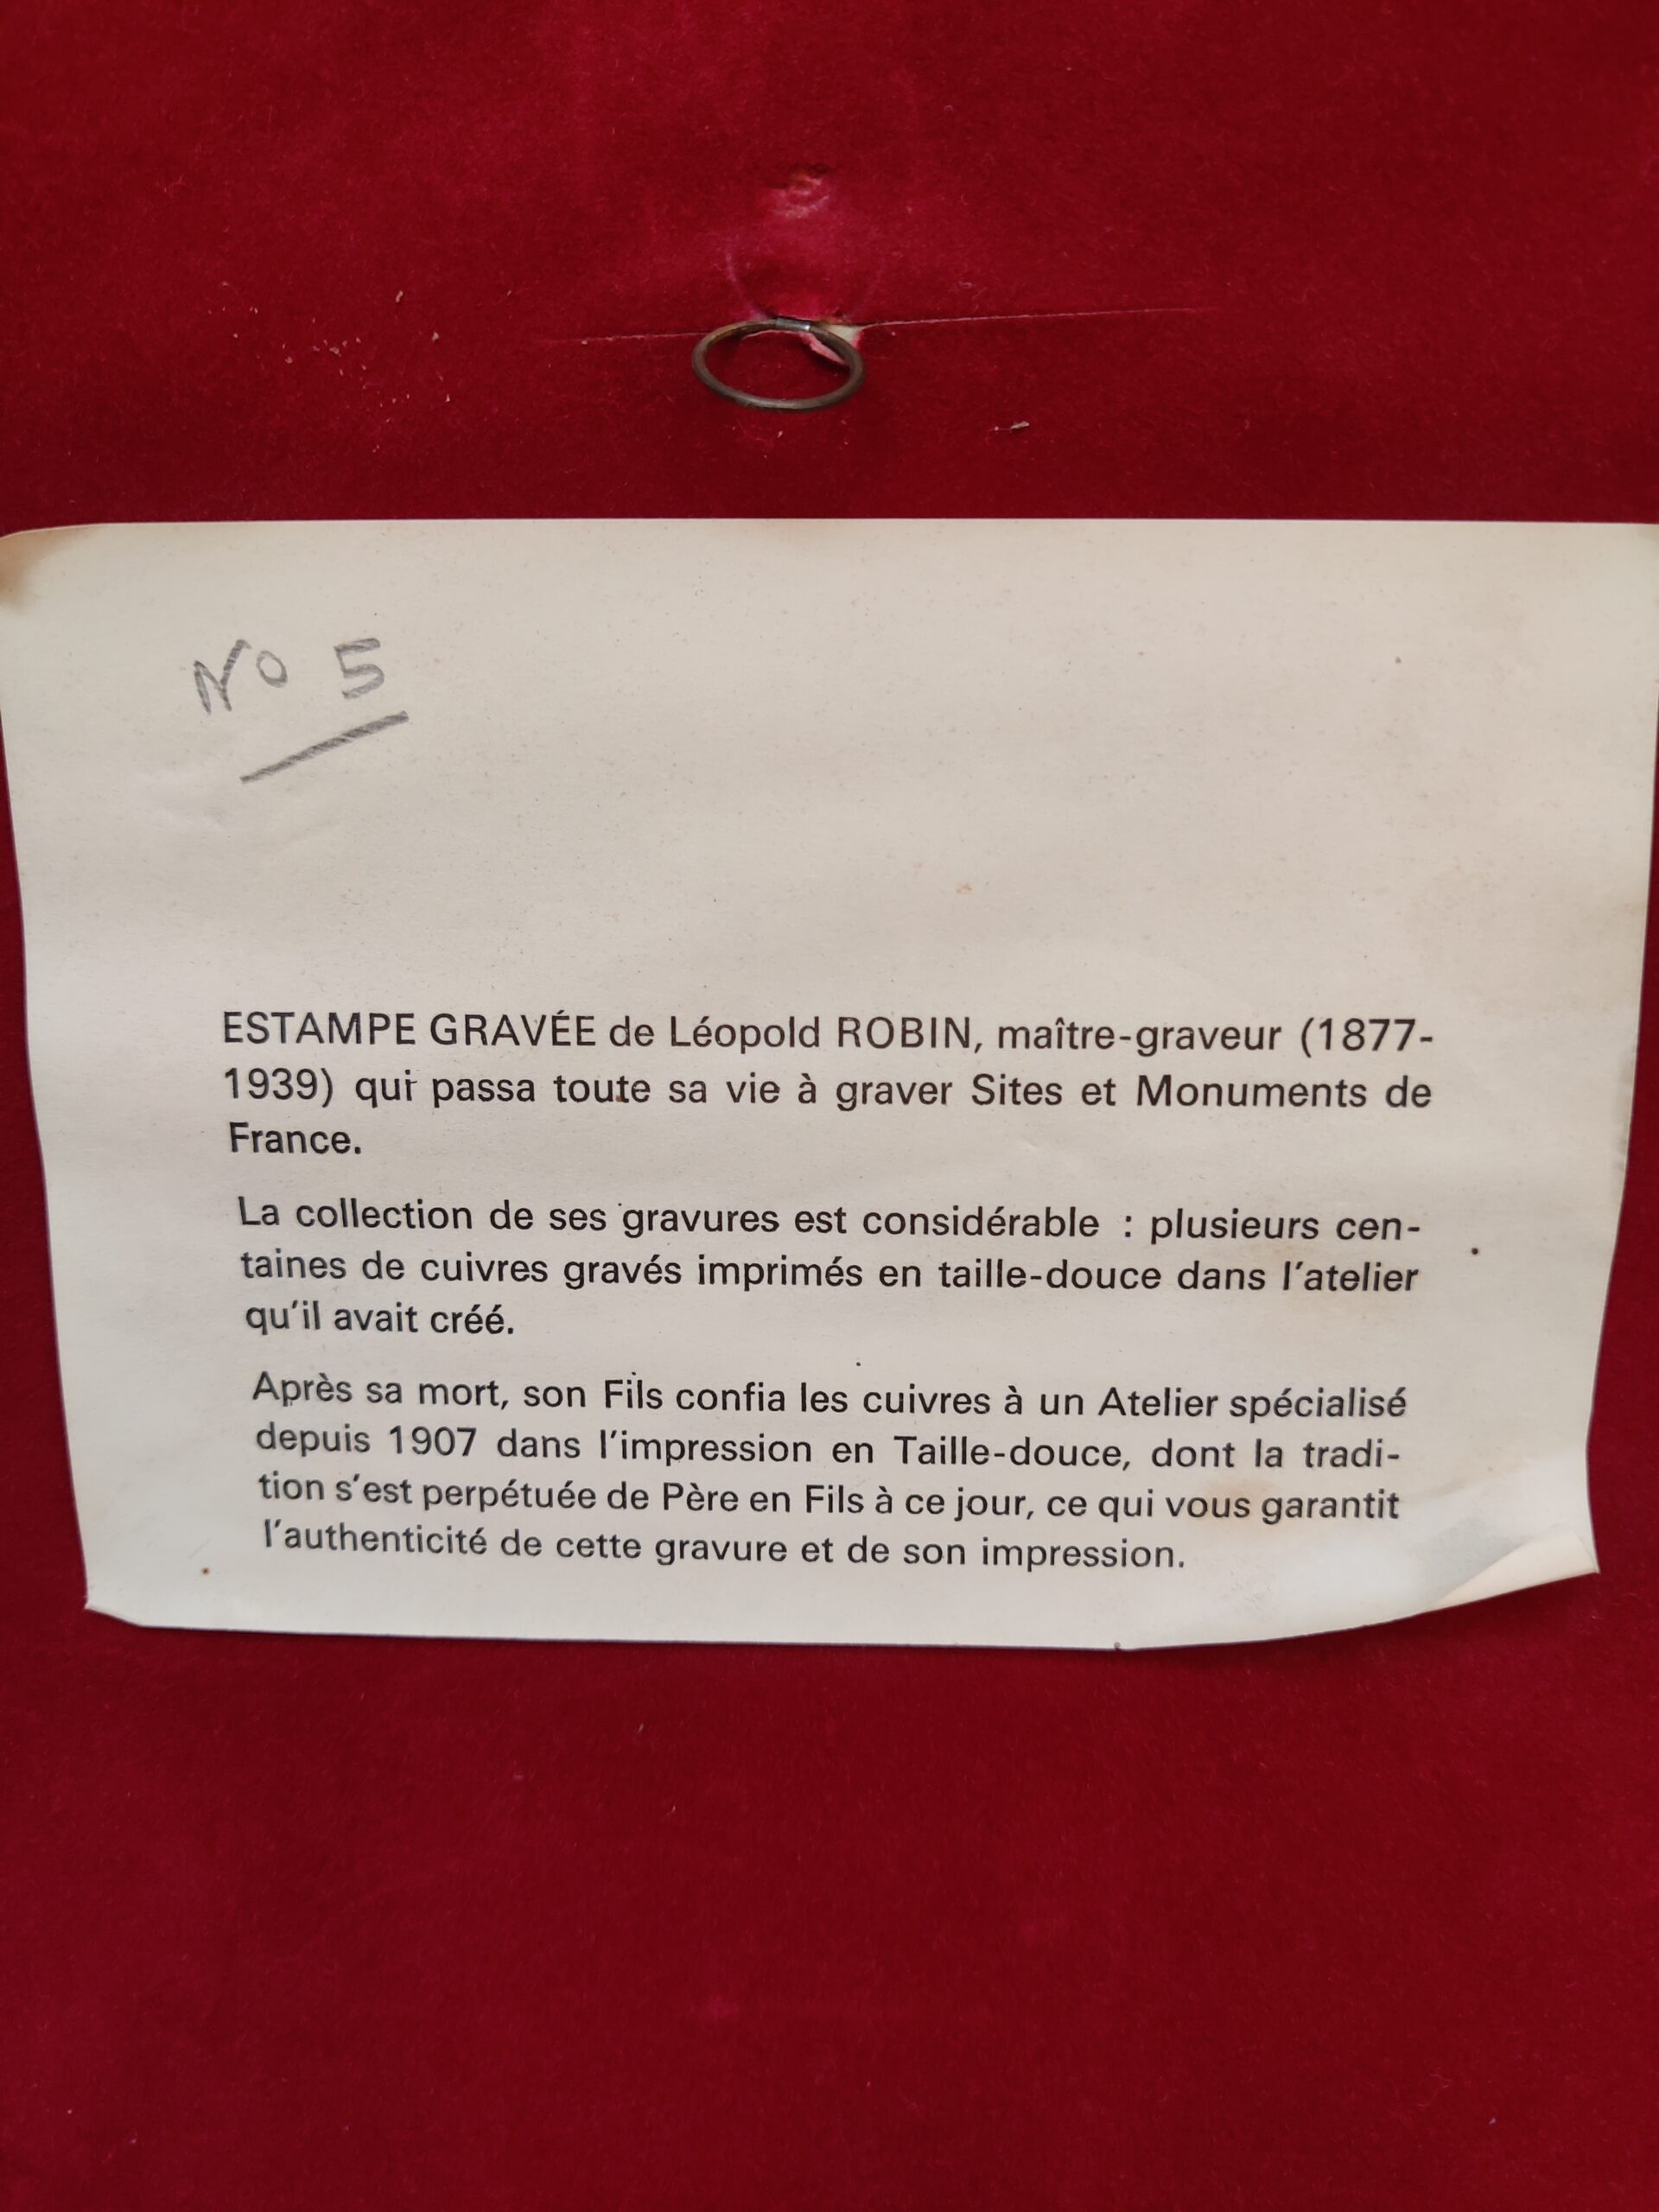 No 5
ESTAMPE GRAVÉE de Léopold ROBIN, maître-graveur (1877-
1939) qui passa toute sa vie à graver Sites et Monuments de
France.
La collection de ses gravures est considérable : plusieurs cen-
taines de cuivres gravés imprimés en taille-douce dans l'atelier
qu'il avait créé.
Après sa mort, son Fils confia les cuivres à un Atelier spécialisé
depuis 1907 dans l'impression en Taille-douce, dont la tradi-
tion s'est perpétuée de Père en Fils à ce jour, ce qui vous garantit
l'authenticité de cette gravure et de son impression.